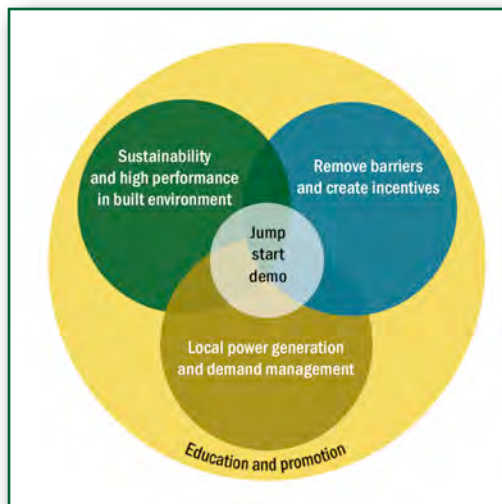 Sustainability
and high performance
in built environment
Remove barriers
and create incentives
Jump
start
demo
Local power generation
and demand management
Education and promotion